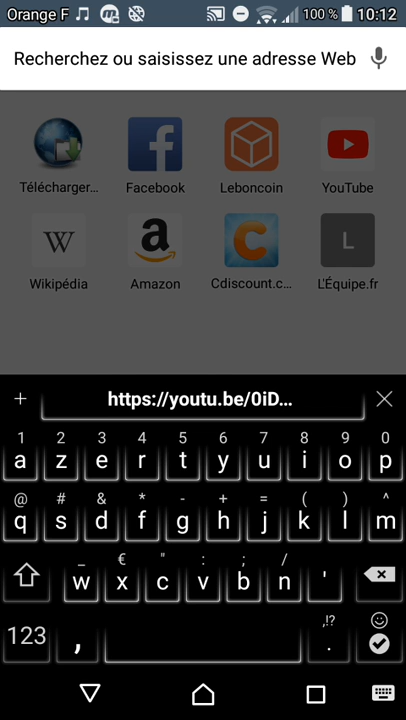 Orange F 100 % 10:12
Recherchez ou saisissez une adresse Web
Télécharger... Facebook Leboncoin YouTube
W L
Wikipédia Amazon Cdiscount.c... L'Équipe.fr
+ https://youtu.be/0iD...
1 2 3 4 5 6 7 8 9 0
a z e r t y u i o p
@ # & * - + = ( ) ^
q s d f g h j k l m
_ € " : ; /
w x c v b n '
,!?
123 , .